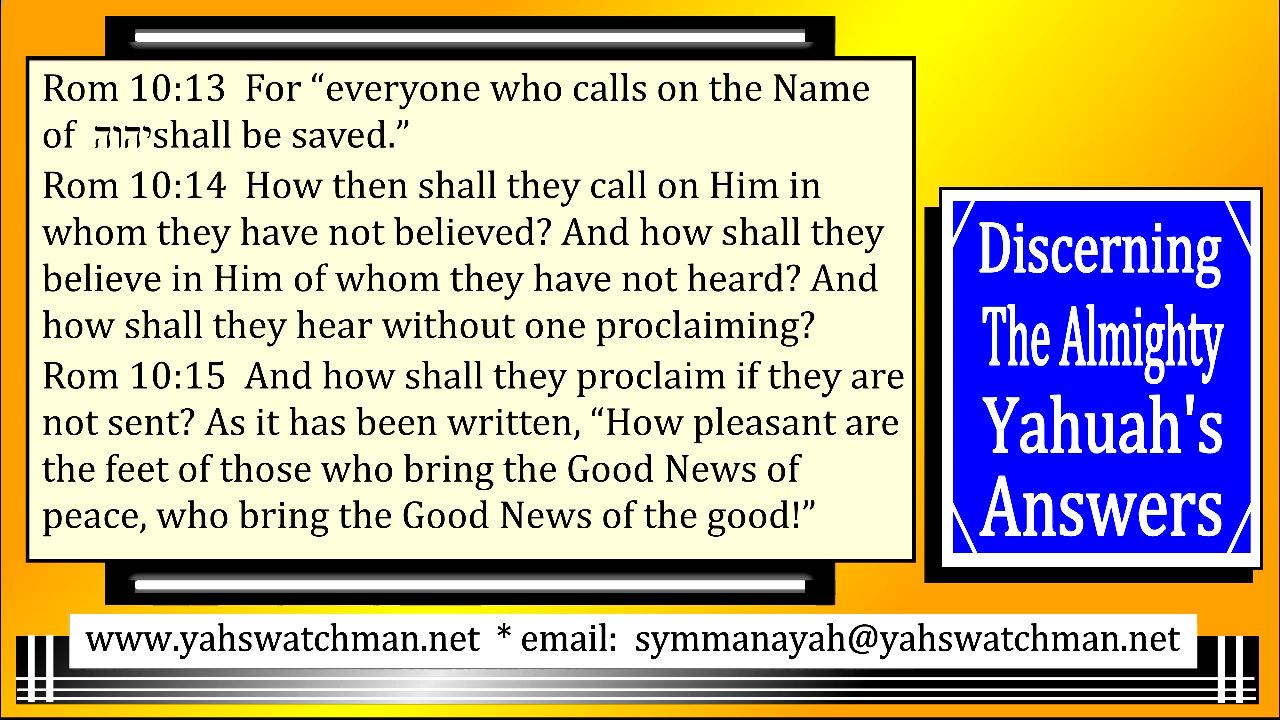 Rom 10:13  For “everyone who calls on the Name
of יהוה shall be saved.”
Rom 10:14  How then shall they call on Him in
whom they have not believed? And how shall they
believe in Him of whom they have not heard? And
how shall they hear without one proclaiming?
Rom 10:15  And how shall they proclaim if they are
not sent? As it has been written, “How pleasant are
the feet of those who bring the Good News of
peace, who bring the Good News of the good!”
Discerning
The Almighty
Yahuah's
Answers
www.yahswatchman.net * email: symmanayah@yahswatchman.net